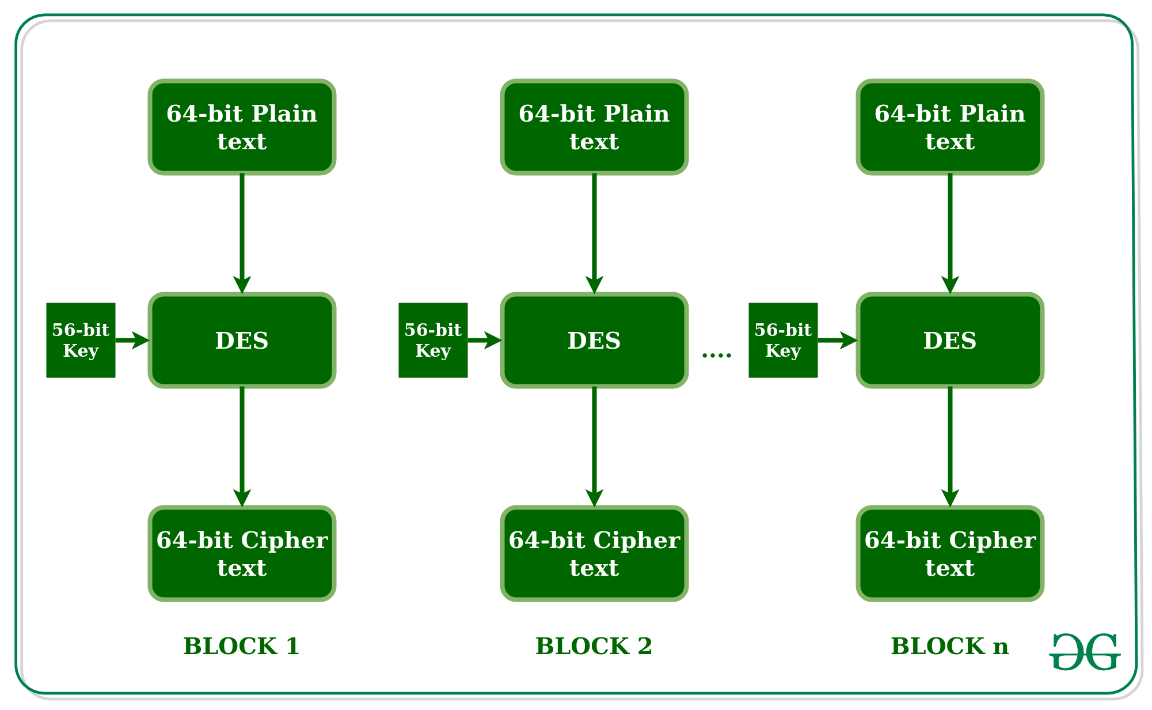 64-bit Plain
text
64-bit Plain
text
64-bit Plain
text
56-bit
Key
DES
56-bit
Key
DES
....
56-bit
Key
DES
64-bit Cipher
text
64-bit Cipher
text
64-bit Cipher
text
BLOCK 1
BLOCK 2
BLOCK n